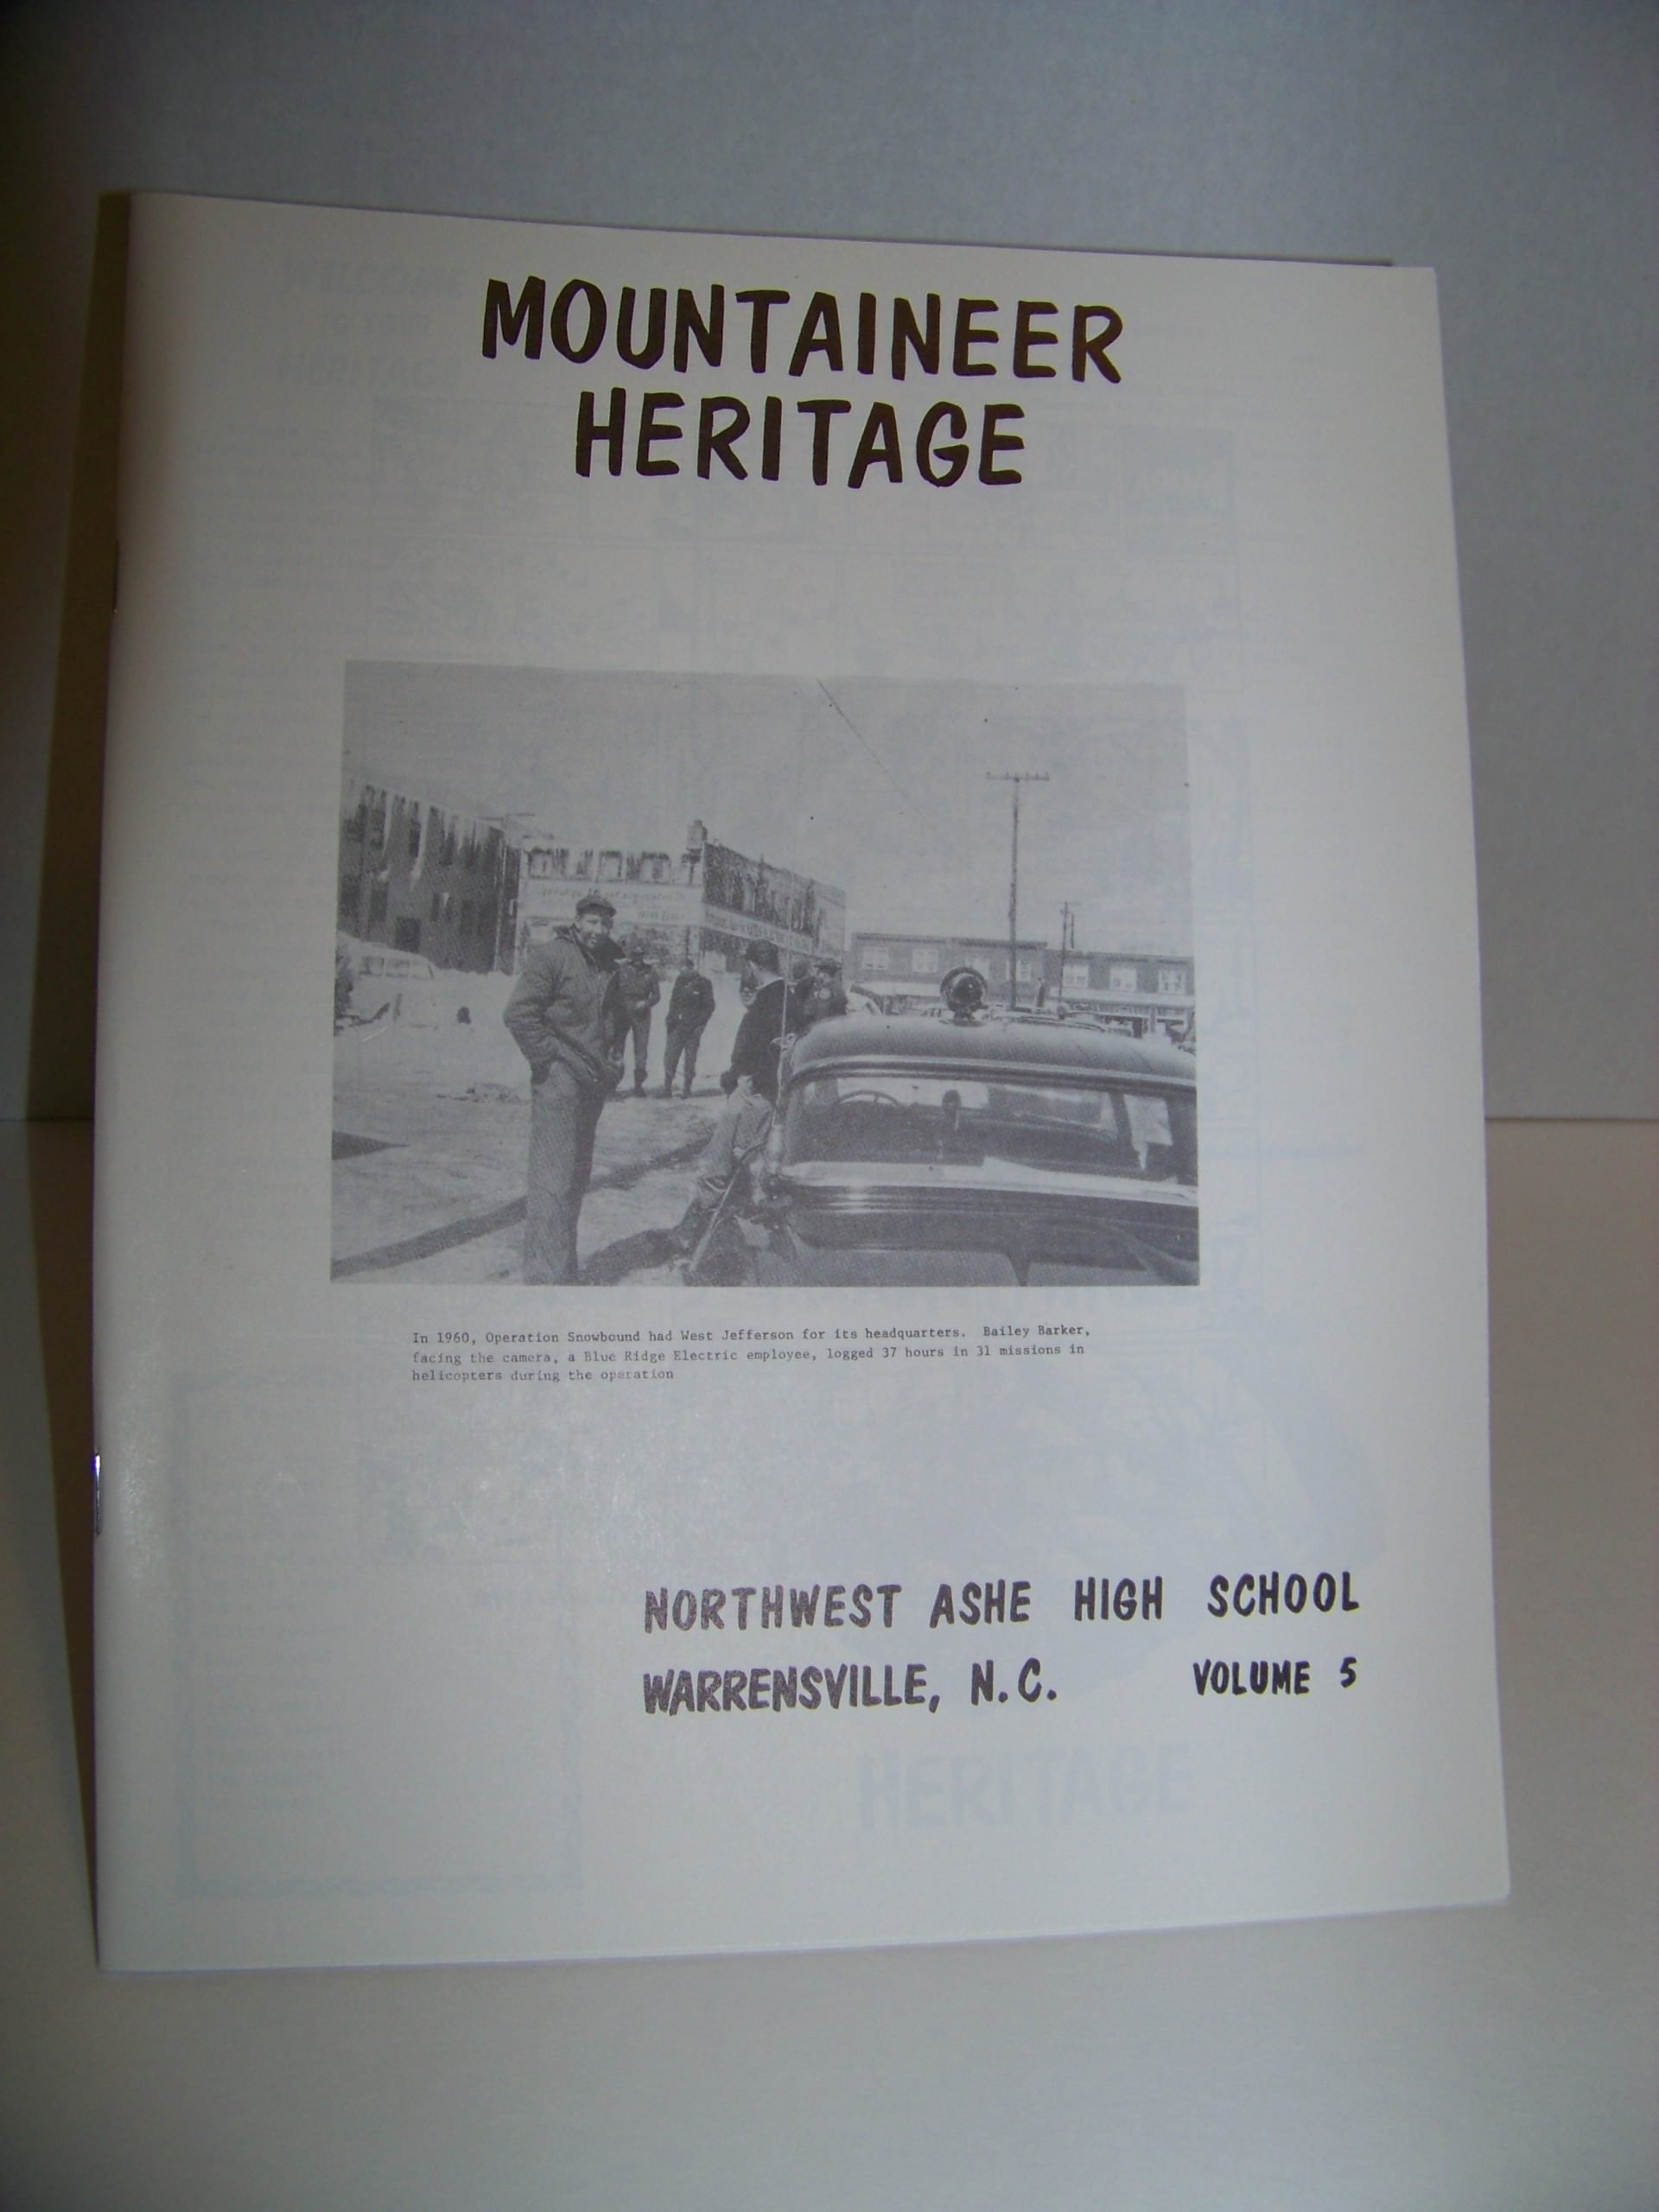 MOUNTAINEER
HERITAGE
In 1960, Operation Snowbound had West Jefferson for its headquarters. Bailey Barker,
facing the camera, a Blue Ridge Electric employee, logged 37 hours in 31 missions in
helicopters during the operation
NORTHWEST ASHE HIGH SCHOOL
WARRENSVILLE, N.C. VOLUME 5
HERITAGE